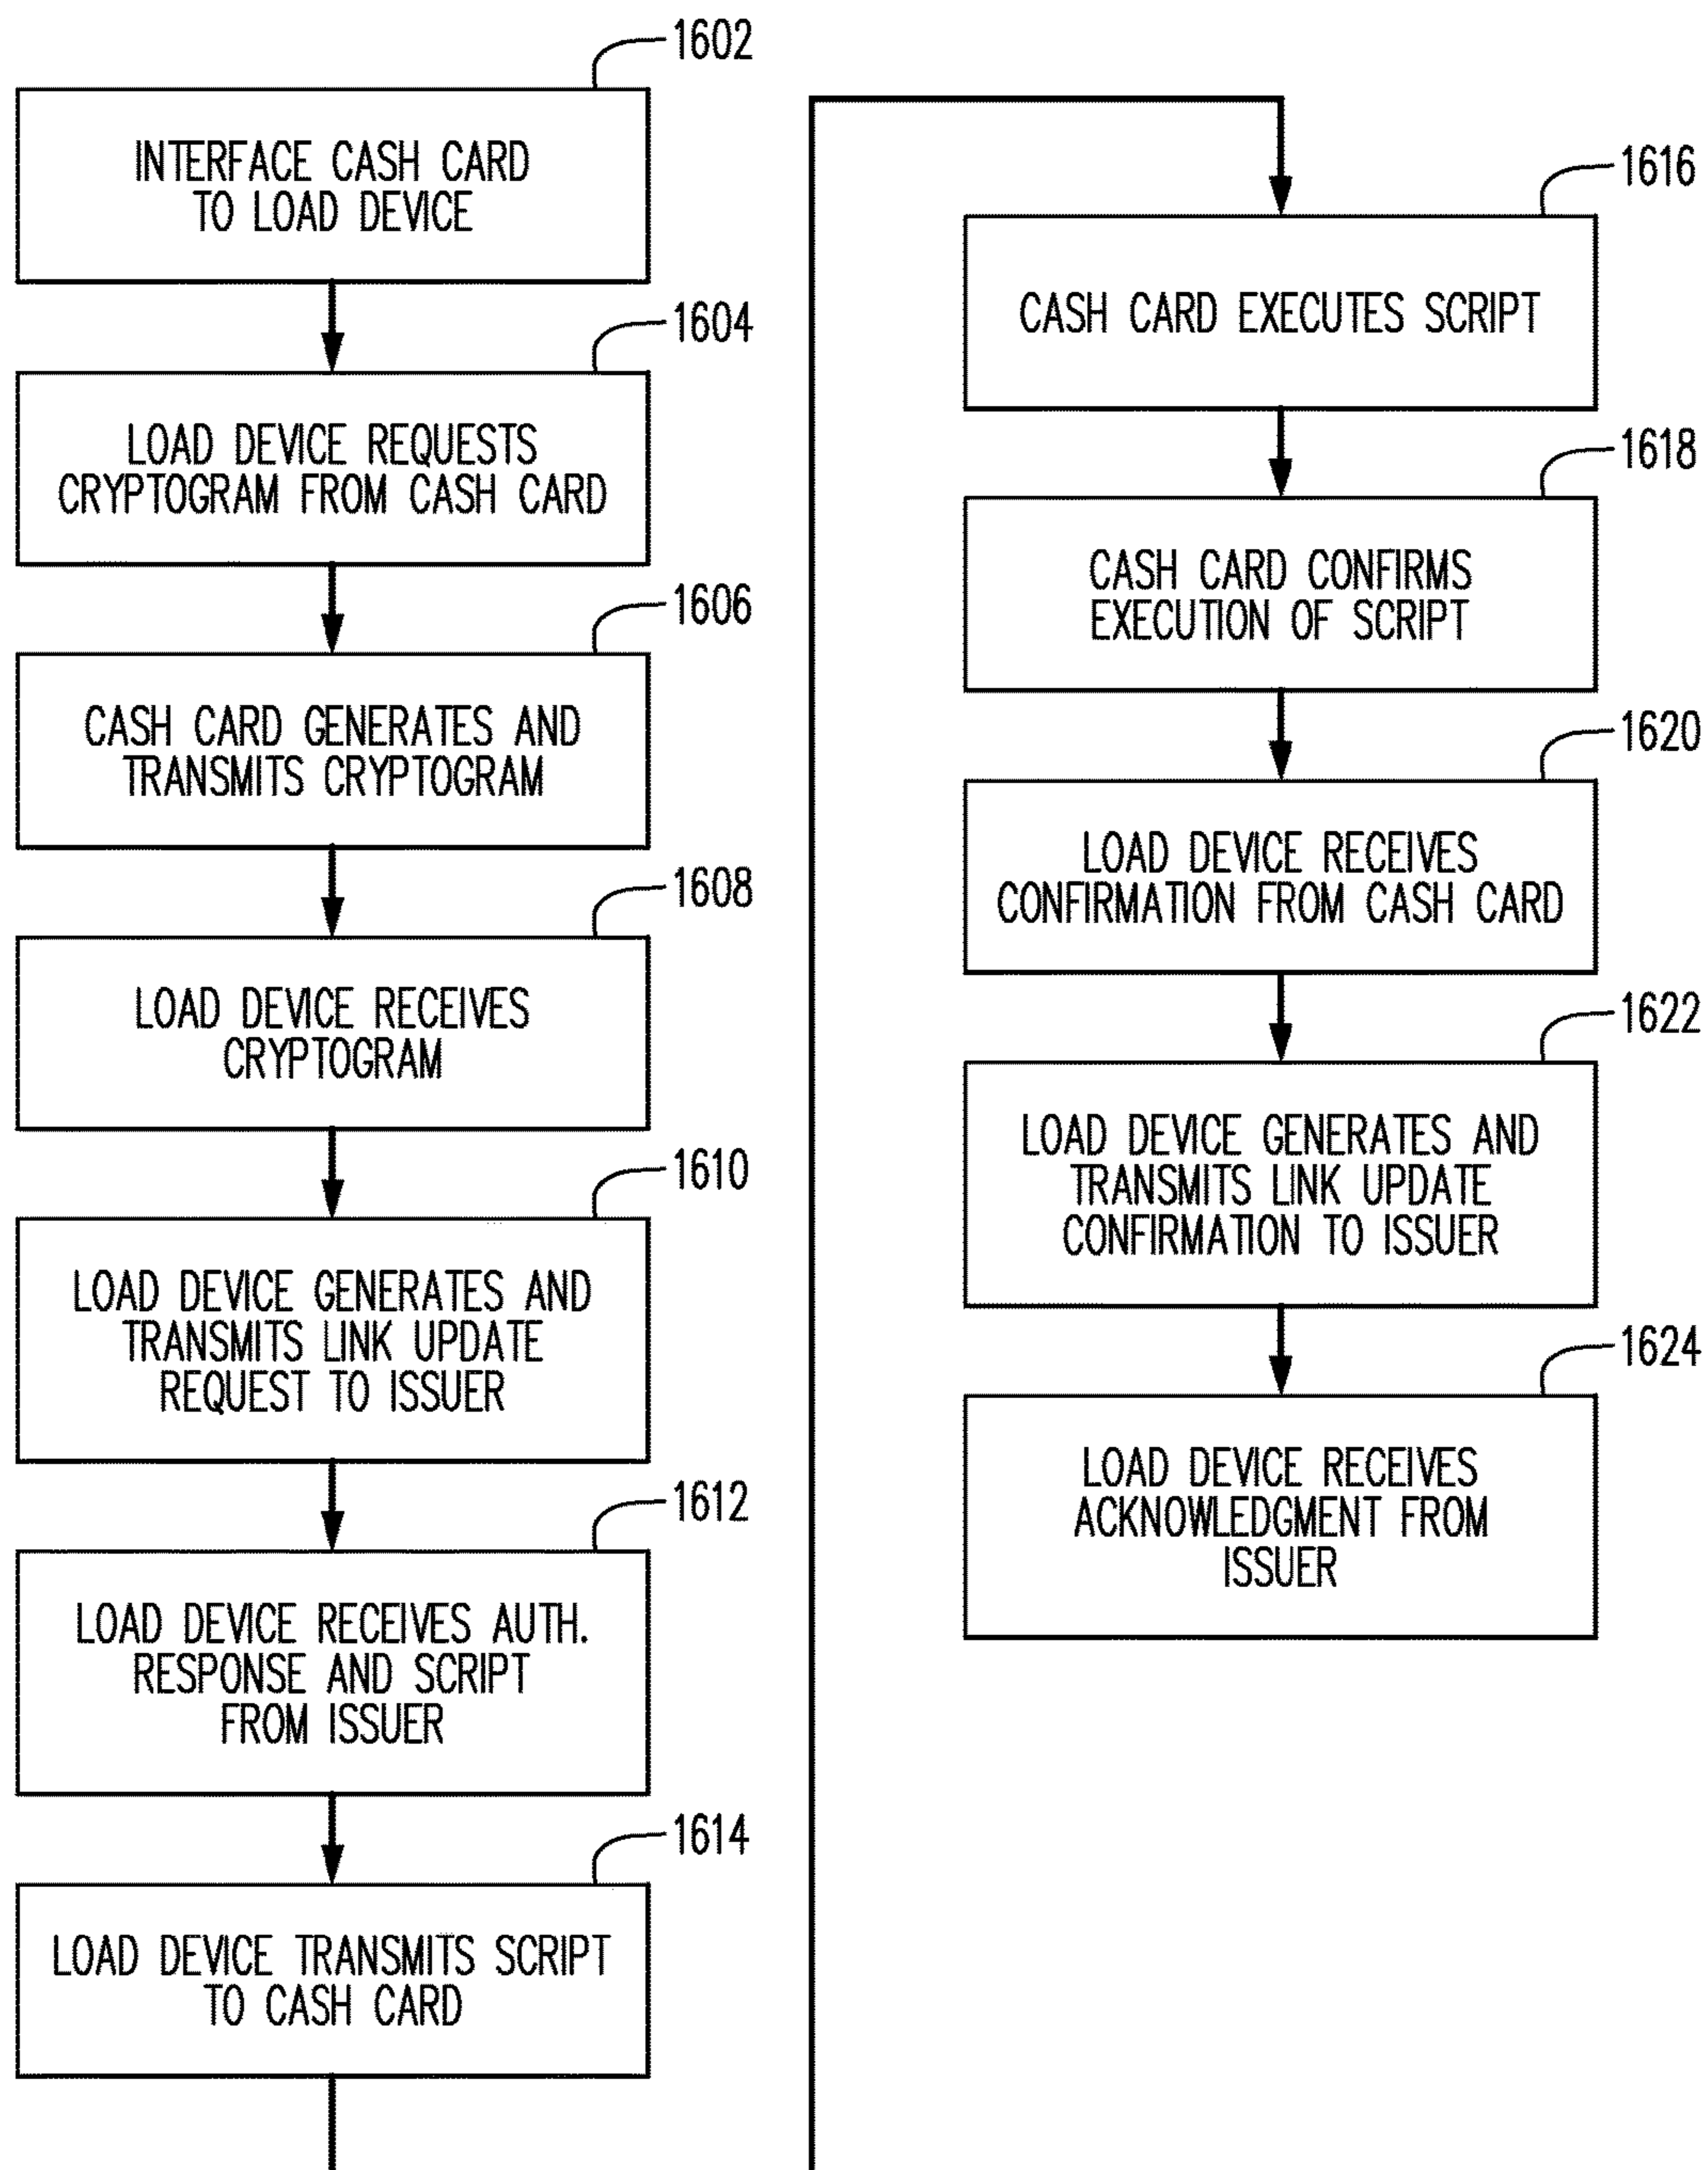 1602
INTERFACE CASH CARD
TO LOAD DEVICE
1604
LOAD DEVICE REQUESTS
CRYPTOGRAM FROM CASH CARD
1606
CASH CARD GENERATES AND
TRANSMITS CRYPTOGRAM
1608
LOAD DEVICE RECEIVES
CRYPTOGRAM
1610
LOAD DEVICE GENERATES AND
TRANSMITS LINK UPDATE
REQUEST TO ISSUER
1612
LOAD DEVICE RECEIVES AUTH.
RESPONSE AND SCRIPT
FROM ISSUER
1614
LOAD DEVICE TRANSMITS SCRIPT
TO CASH CARD
1616
CASH CARD EXECUTES SCRIPT
1618
CASH CARD CONFIRMS
EXECUTION OF SCRIPT
1620
LOAD DEVICE RECEIVES
CONFIRMATION FROM CASH CARD
1622
LOAD DEVICE GENERATES AND
TRANSMITS LINK UPDATE
CONFIRMATION TO ISSUER
1624
LOAD DEVICE RECEIVES
ACKNOWLEDGMENT FROM
ISSUER